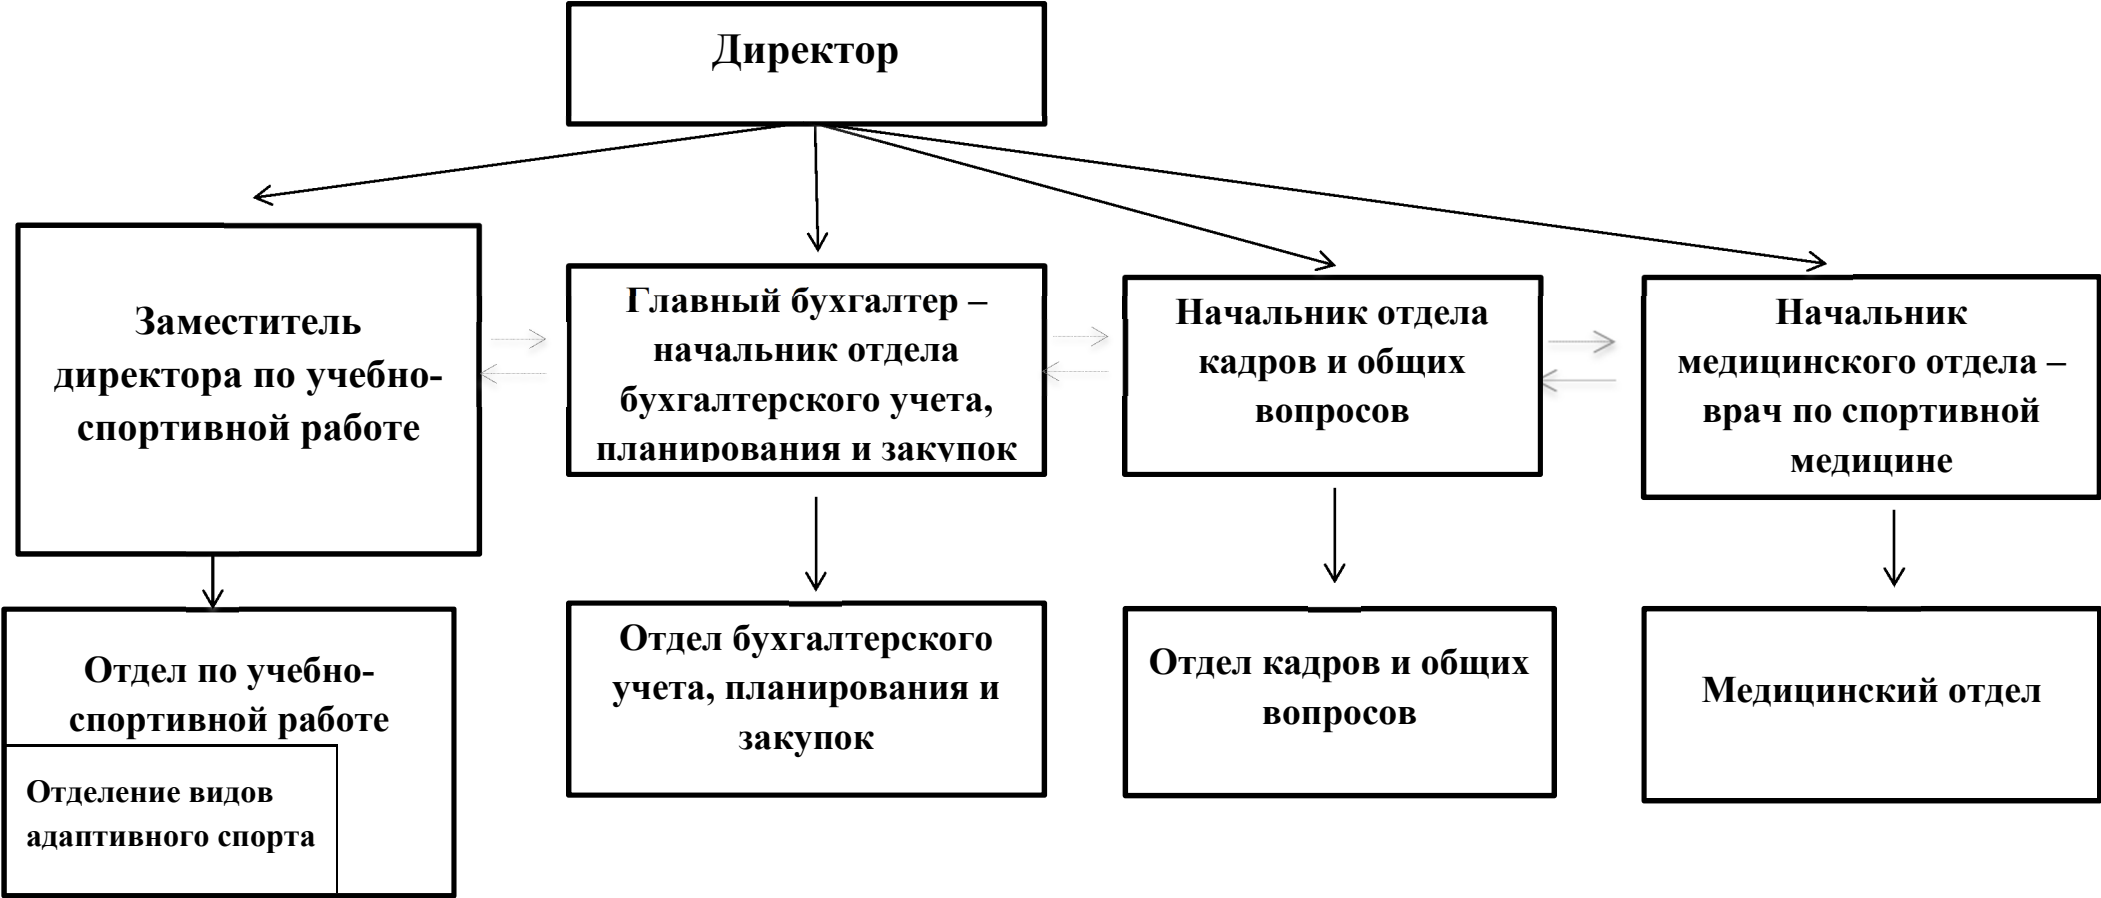 Директор
Заместитель
директора по учебно-
спортивной работе
Главный бухгалтер –
начальник отдела
бухгалтерского учета,
планирования и закупок
Начальник отдела
кадров и общих
вопросов
Начальник
медицинского отдела –
врач по спортивной
медицине
Отдел по учебно-
спортивной работе
Отделение видов
адаптивного спорта
Отдел бухгалтерского
учета, планирования и
закупок
Отдел кадров и общих
вопросов
Медицинский отдел